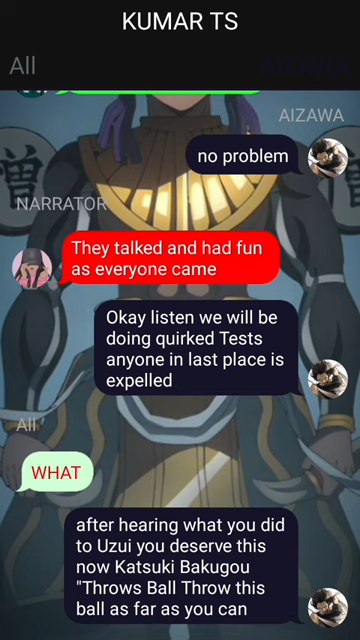 KUMAR TS
All
AIZAWA
no problem
NARRATOR
They talked and had fun
as everyone came
Okay listen we will be
doing quirked Tests
anyone in last place is
expelled
All
WHAT
after hearing what you did
to Uzui you deserve this
now Katsuki Bakugou
"Throws Ball Throw this
ball as far as you can